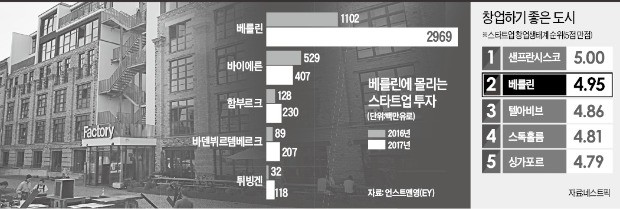 Factory
베를린 1102 2969
바이에른 529 407
함부르크 128 230
바덴뷔르템베르크 89 207
튀빙겐 32 118
베를린에 몰리는
스타트업 투자
(단위:백만유로)
2016년
2017년
자료: 언스트앤영(EY)
창업하기 좋은 도시
※스타트업 창업생태계 순위(5점 만점)
1 샌프란시스코 5.00
2 베를린 4.95
3 텔아비브 4.86
4 스톡홀름 4.81
5 싱가포르 4.79
자료:네스트픽